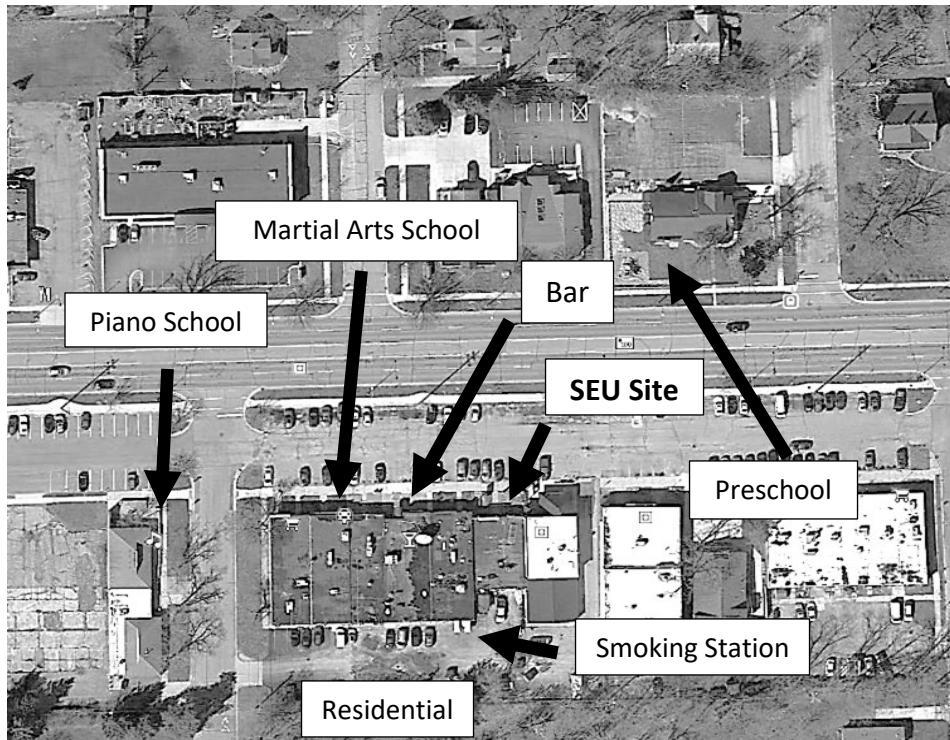 Martial Arts School
Bar
Piano School
SEU Site
Preschool
Smoking Station
Residential